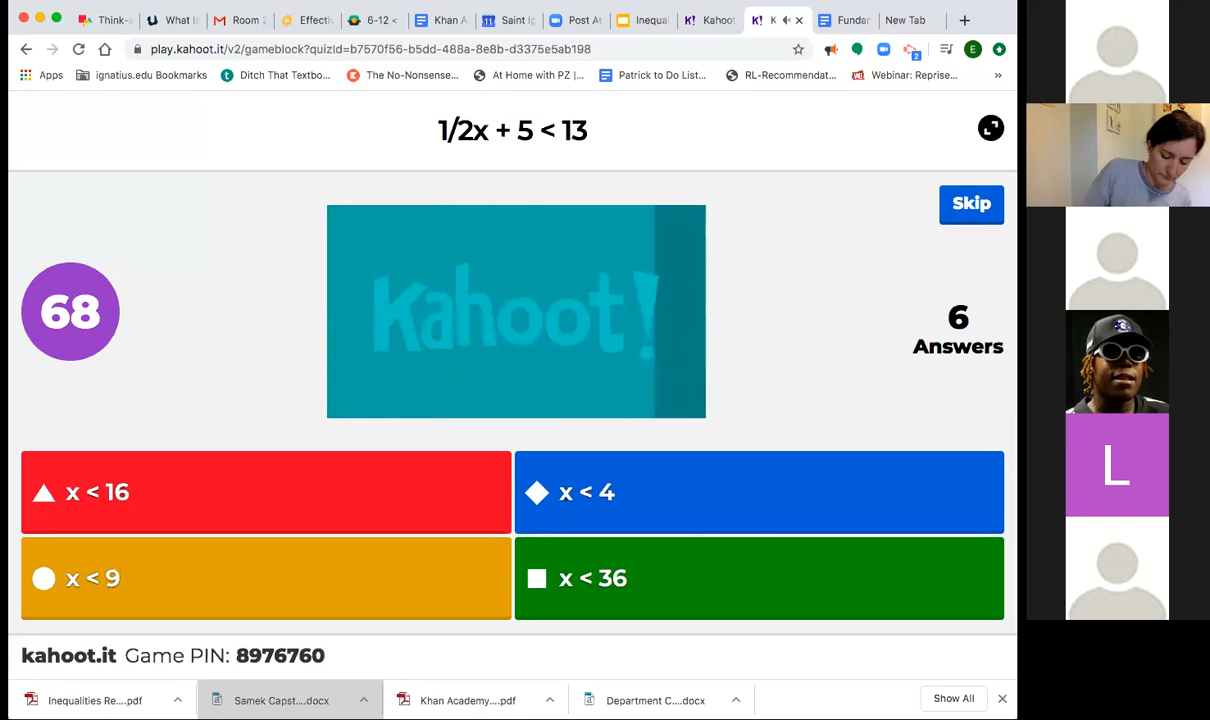 Think-a What Is Room 2 Effectiv 6-12 < Khan A Saint Ig Post At Inequal Kahoot K Fundar New Tab
play.kahoot.it/v2/gameblock?quizId=b7570f56-b5dd-488a-8e8b-d3375e5ab198
2
E
Apps ignatius.edu Bookmarks Ditch That Textbo... The No-Nonsense... At Home with PZ |... Patrick to Do List... RL-Recommendat... Webinar: Reprise... »
1/2x + 5 < 13
Skip
68
Kahoot!
6
Answers
x < 16
x < 4
x < 9
x < 36
L
kahoot.it Game PIN: 8976760
Inequalities Re....pdf Samek Capst....docx Khan Academy....pdf Department C....docx Show All